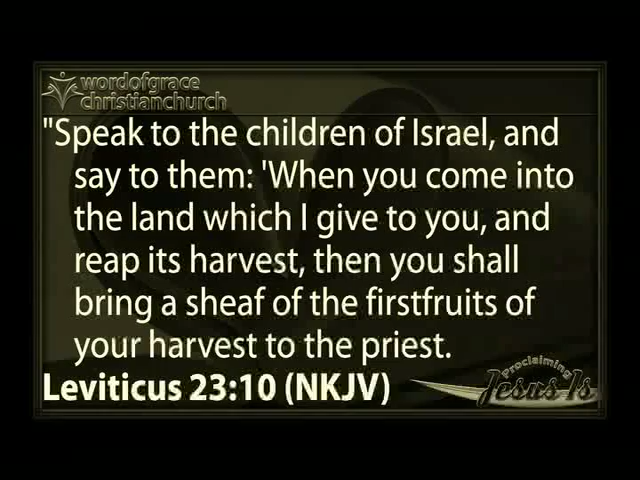 wordofgrace
christianchurch
"Speak to the children of Israel, and
say to them: 'When you come into
the land which I give to you, and
reap its harvest, then you shall
bring a sheaf of the firstfruits of
your harvest to the priest.
Leviticus 23:10 (NKJV)
Proclaiming
Jesus Is